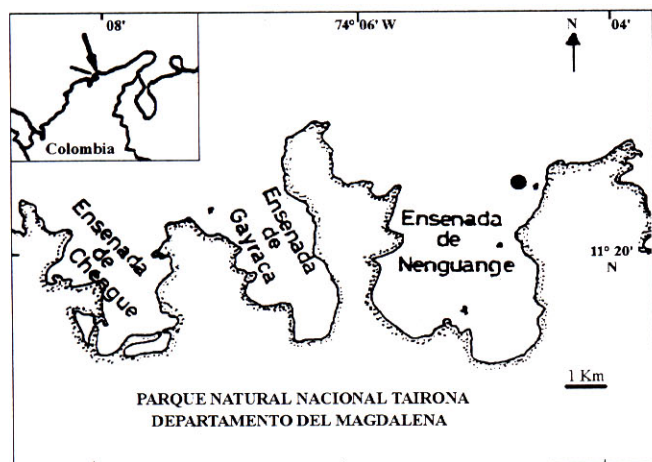 08'
74° 06' W
04'
N
Colombia
Ensenada
de
Chengue
Ensenada
de
Gayraca
Ensenada
de
Nenguange
11° 20'
N
1 Km
PARQUE NATURAL NACIONAL TAIRONA
DEPARTAMENTO DEL MAGDALENA